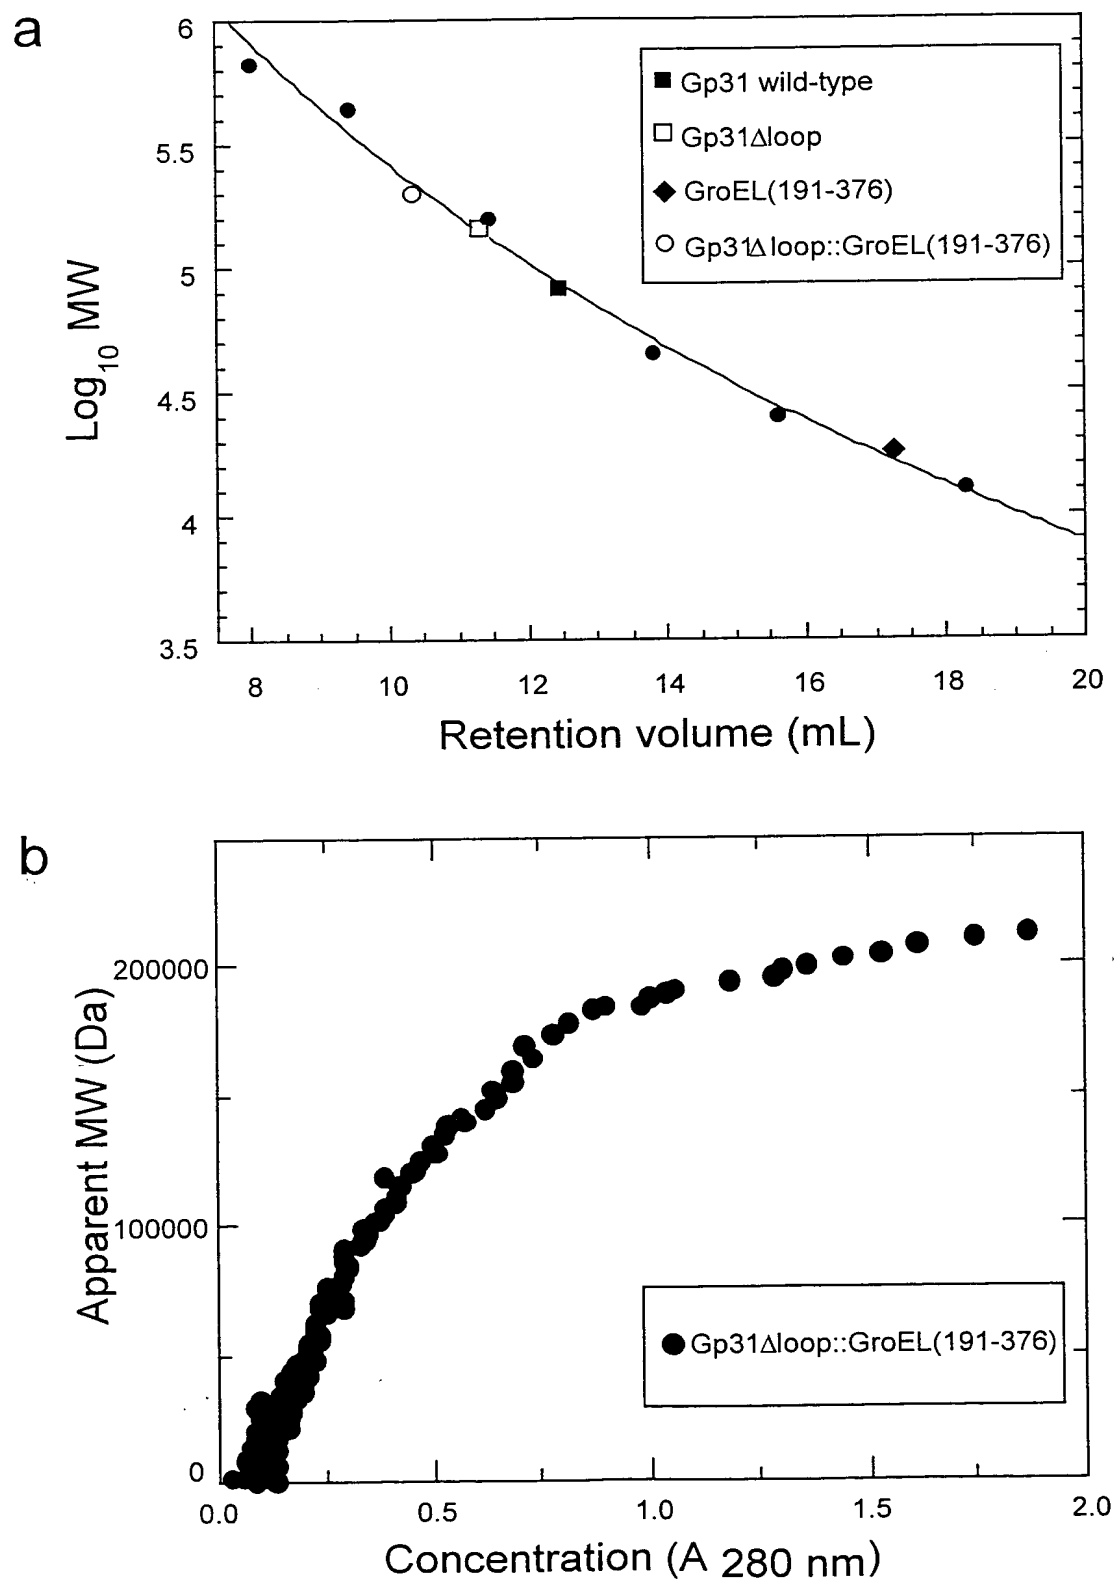 a
6
5.5
5
4.5
4
3.5
Log10 MW
Gp31 wild-type
Gp31Δloop
GroEL(191-376)
Gp31Δloop::GroEL(191-376)
8 10 12 14 16 18 20
Retention volume (mL)
b
200000
100000
0
Apparent MW (Da)
Gp31Δloop::GroEL(191-376)
0.0 0.5 1.0 1.5 2.0
Concentration (A 280 nm)